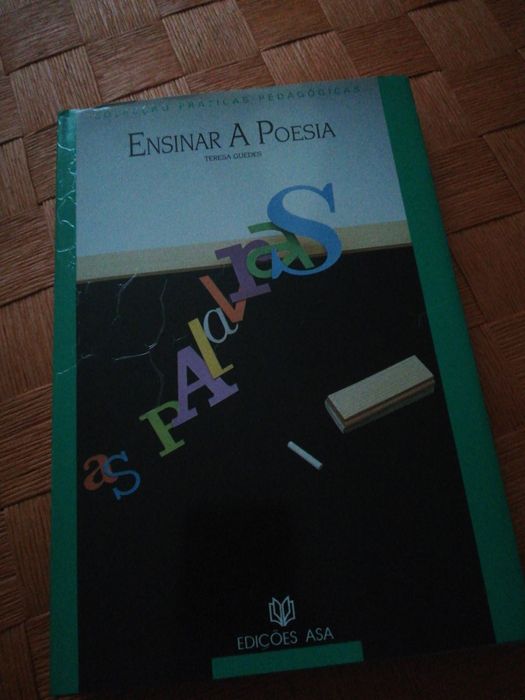 COLECÇÃO PRÁTICAS PEDAGÓGICAS
ENSINAR A POESIA
TERESA GUEDES
as PALavraS
EDIÇÕES ASA